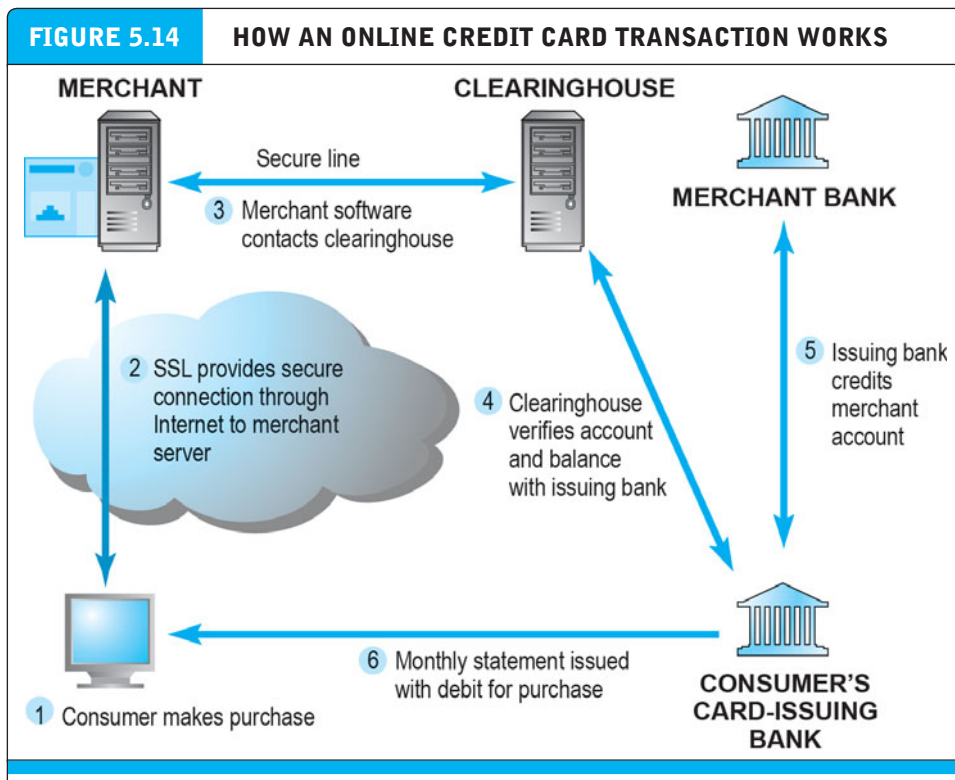 FIGURE 5.14 HOW AN ONLINE CREDIT CARD TRANSACTION WORKS
MERCHANT
CLEARINGHOUSE
MERCHANT BANK
Secure line
3 Merchant software
contacts clearinghouse
2 SSL provides secure
connection through
Internet to merchant
server
4 Clearinghouse
verifies account
and balance
with issuing bank
5 Issuing bank
credits
merchant
account
6 Monthly statement issued
with debit for purchase
1 Consumer makes purchase
CONSUMER'S
CARD-ISSUING
BANK